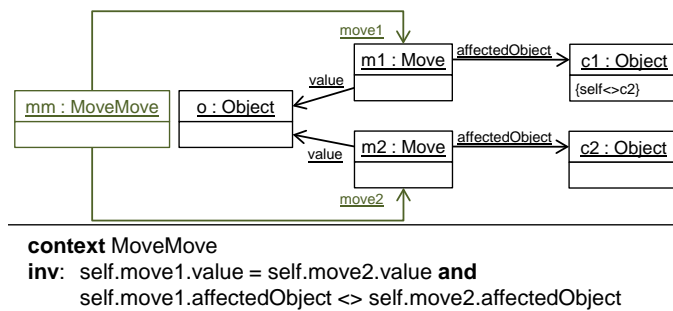 move1
m1 : Move
affectedObject
c1 : Object
{self<>c2}
value
mm : MoveMove
o : Object
value
m2 : Move
affectedObject
c2 : Object
move2
context MoveMove
inv: self.move1.value = self.move2.value and
self.move1.affectedObject <> self.move2.affectedObject